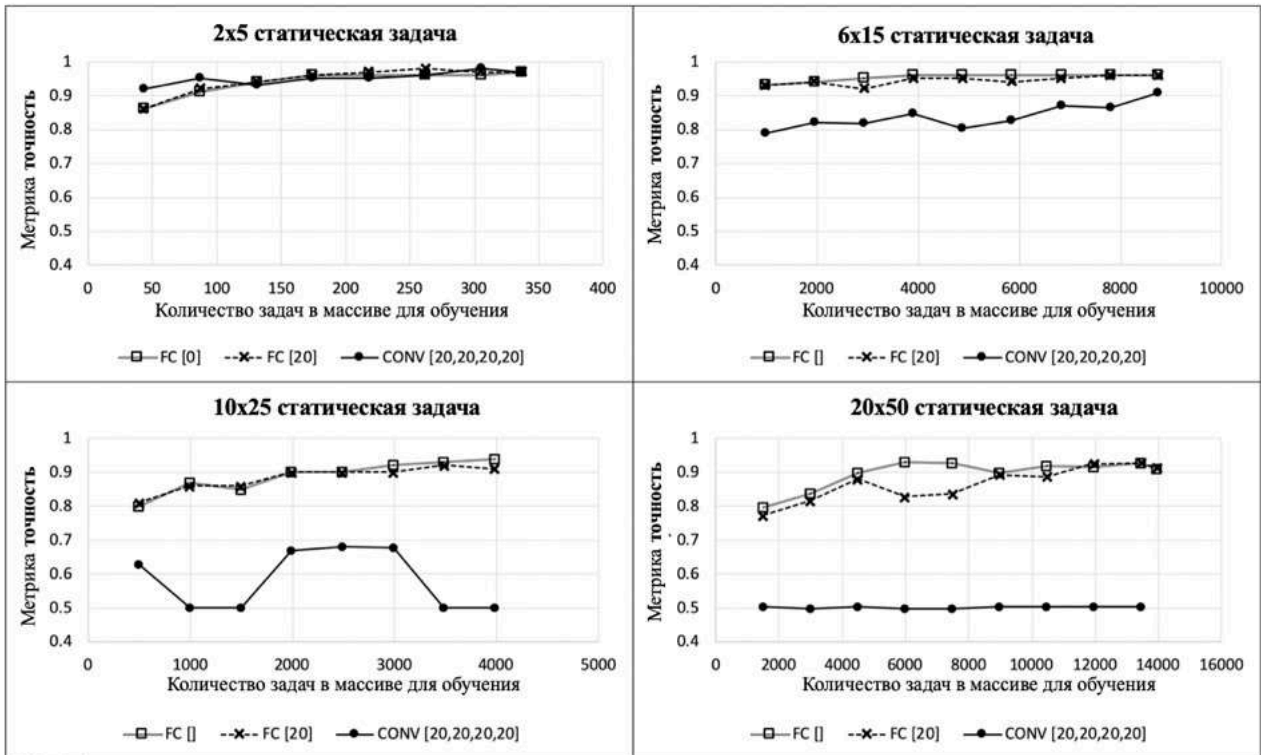 2x5 статическая задача
Метрика точность
1
0.9
0.8
0.7
0.6
0.5
0.4
0 50 100 150 200 250 300 350 400
Количество задач в массиве для обучения
FC [0] FC [20] CONV [20,20,20,20]
6x15 статическая задача
Метрика точность
1
0.9
0.8
0.7
0.6
0.5
0.4
0 2000 4000 6000 8000 10000
Количество задач в массиве для обучения
FC [] FC [20] CONV [20,20,20,20]
10x25 статическая задача
Метрика точность
1
0.9
0.8
0.7
0.6
0.5
0.4
0 1000 2000 3000 4000 5000
Количество задач в массиве для обучения
FC [] FC [20] CONV [20,20,20,20]
20x50 статическая задача
Метрика точность
1
0.9
0.8
0.7
0.6
0.5
0.4
0 2000 4000 6000 8000 10000 12000 14000 16000
Количество задач в массиве для обучения
FC [] FC [20] CONV [20,20,20,20]